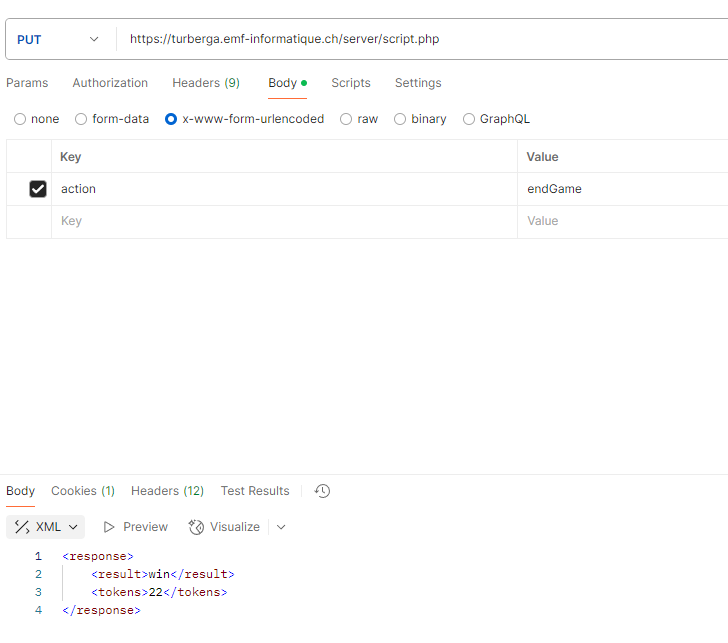 PUT https://turberga.emf-informatique.ch/server/script.php
Params Authorization Headers (9) Body Scripts Settings
none form-data x-www-form-urlencoded raw binary GraphQL
Key Value
action endGame
Key Value
Body Cookies (1) Headers (12) Test Results
XML Preview Visualize
1 <response>
2 <result>win</result>
3 <tokens>22</tokens>
4 </response>